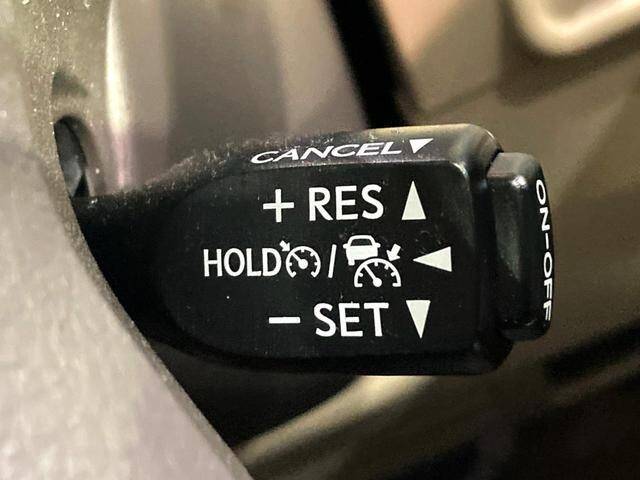 CANCEL▼
+ RES ▲
HOLD / ◀
- SET ▼
ON-OFF